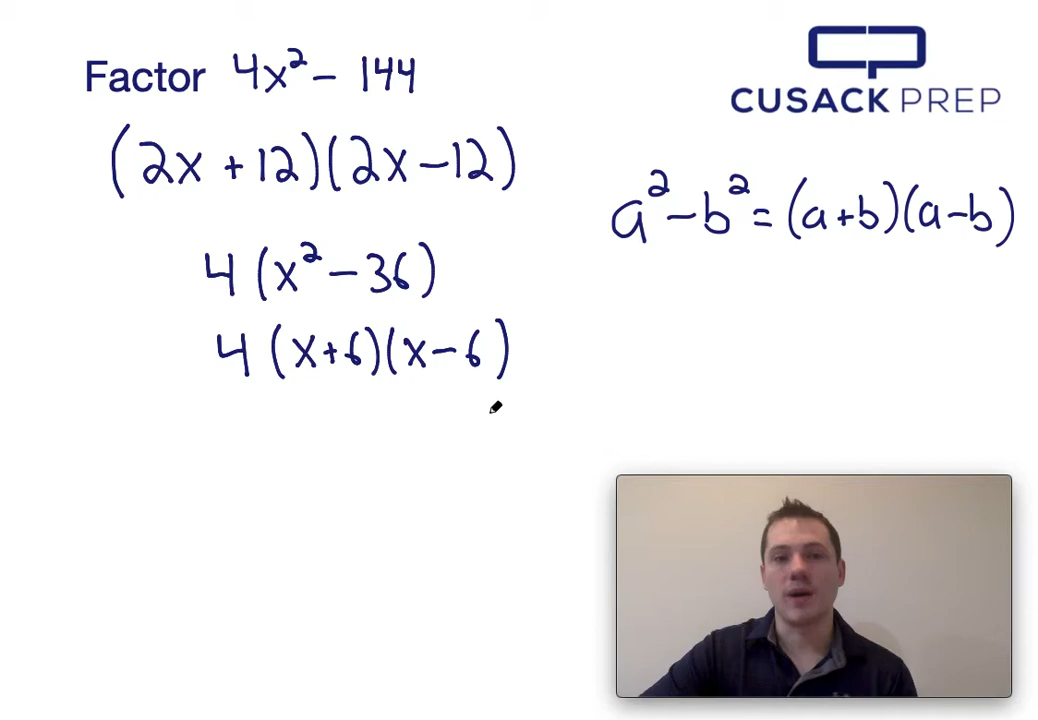 Factor 4x² - 144
CUSACK PREP
(2x + 12)(2x - 12)
a² - b² = (a+b)(a-b)
4(x² - 36)
4(x+6)(x-6)